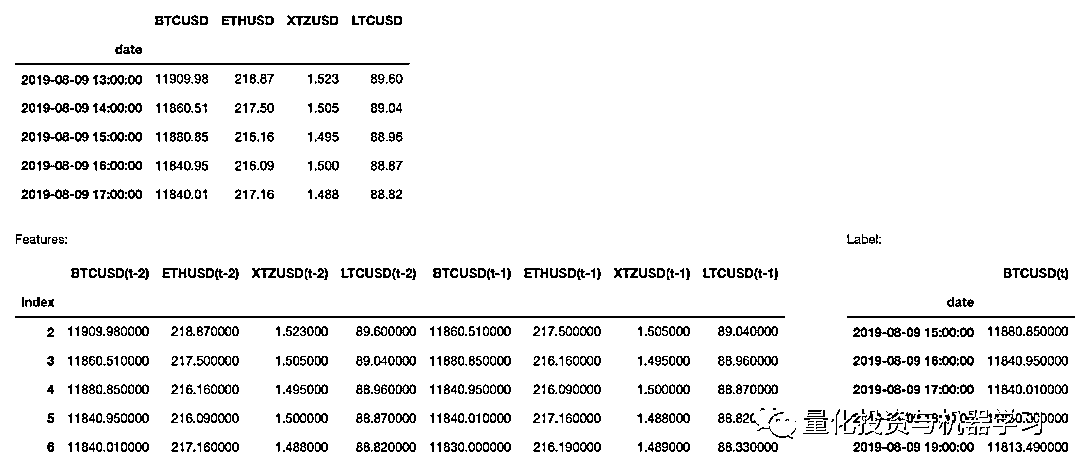 BTCUSD ETHUSD XTZUSD LTCUSD
date
2019-08-09 13:00:00 11909.98 218.87 1.523 89.60
2019-08-09 14:00:00 11860.51 217.50 1.505 89.04
2019-08-09 15:00:00 11880.85 216.16 1.495 88.96
2019-08-09 16:00:00 11840.95 216.09 1.500 88.87
2019-08-09 17:00:00 11840.01 217.16 1.488 88.82
Features: Label:
BTCUSD(t-2) ETHUSD(t-2) XTZUSD(t-2) LTCUSD(t-2) BTCUSD(t-1) ETHUSD(t-1) XTZUSD(t-1) LTCUSD(t-1) BTCUSD(t)
Index date
2 11909.980000 218.870000 1.523000 89.600000 11860.510000 217.500000 1.505000 89.040000 2019-08-09 15:00:00 11880.850000
3 11860.510000 217.500000 1.505000 89.040000 11880.850000 216.160000 1.495000 88.960000 2019-08-09 16:00:00 11840.950000
4 11880.850000 216.160000 1.495000 88.960000 11840.950000 216.090000 1.500000 88.870000 2019-08-09 17:00:00 11840.010000
5 11840.950000 216.090000 1.500000 88.870000 11840.010000 217.160000 1.488000
6 11840.010000 217.160000 1.488000 88.820000 11830.000000 216.190000 1.489000 88.330000 2019-08-09 19:00:00 11813.490000
量化投资与机器学习